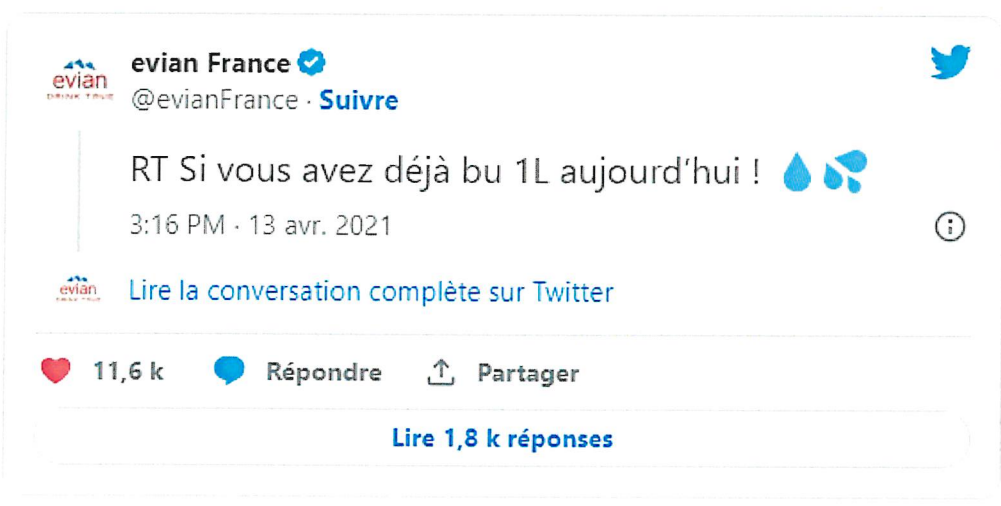 evian France
evian
DRINK TRUE
@evianFrance · Suivre
RT Si vous avez déjà bu 1L aujourd'hui ! 💧💦
3:16 PM · 13 avr. 2021
evian
Lire la conversation complète sur Twitter
11,6 k Répondre Partager
Lire 1,8 k réponses